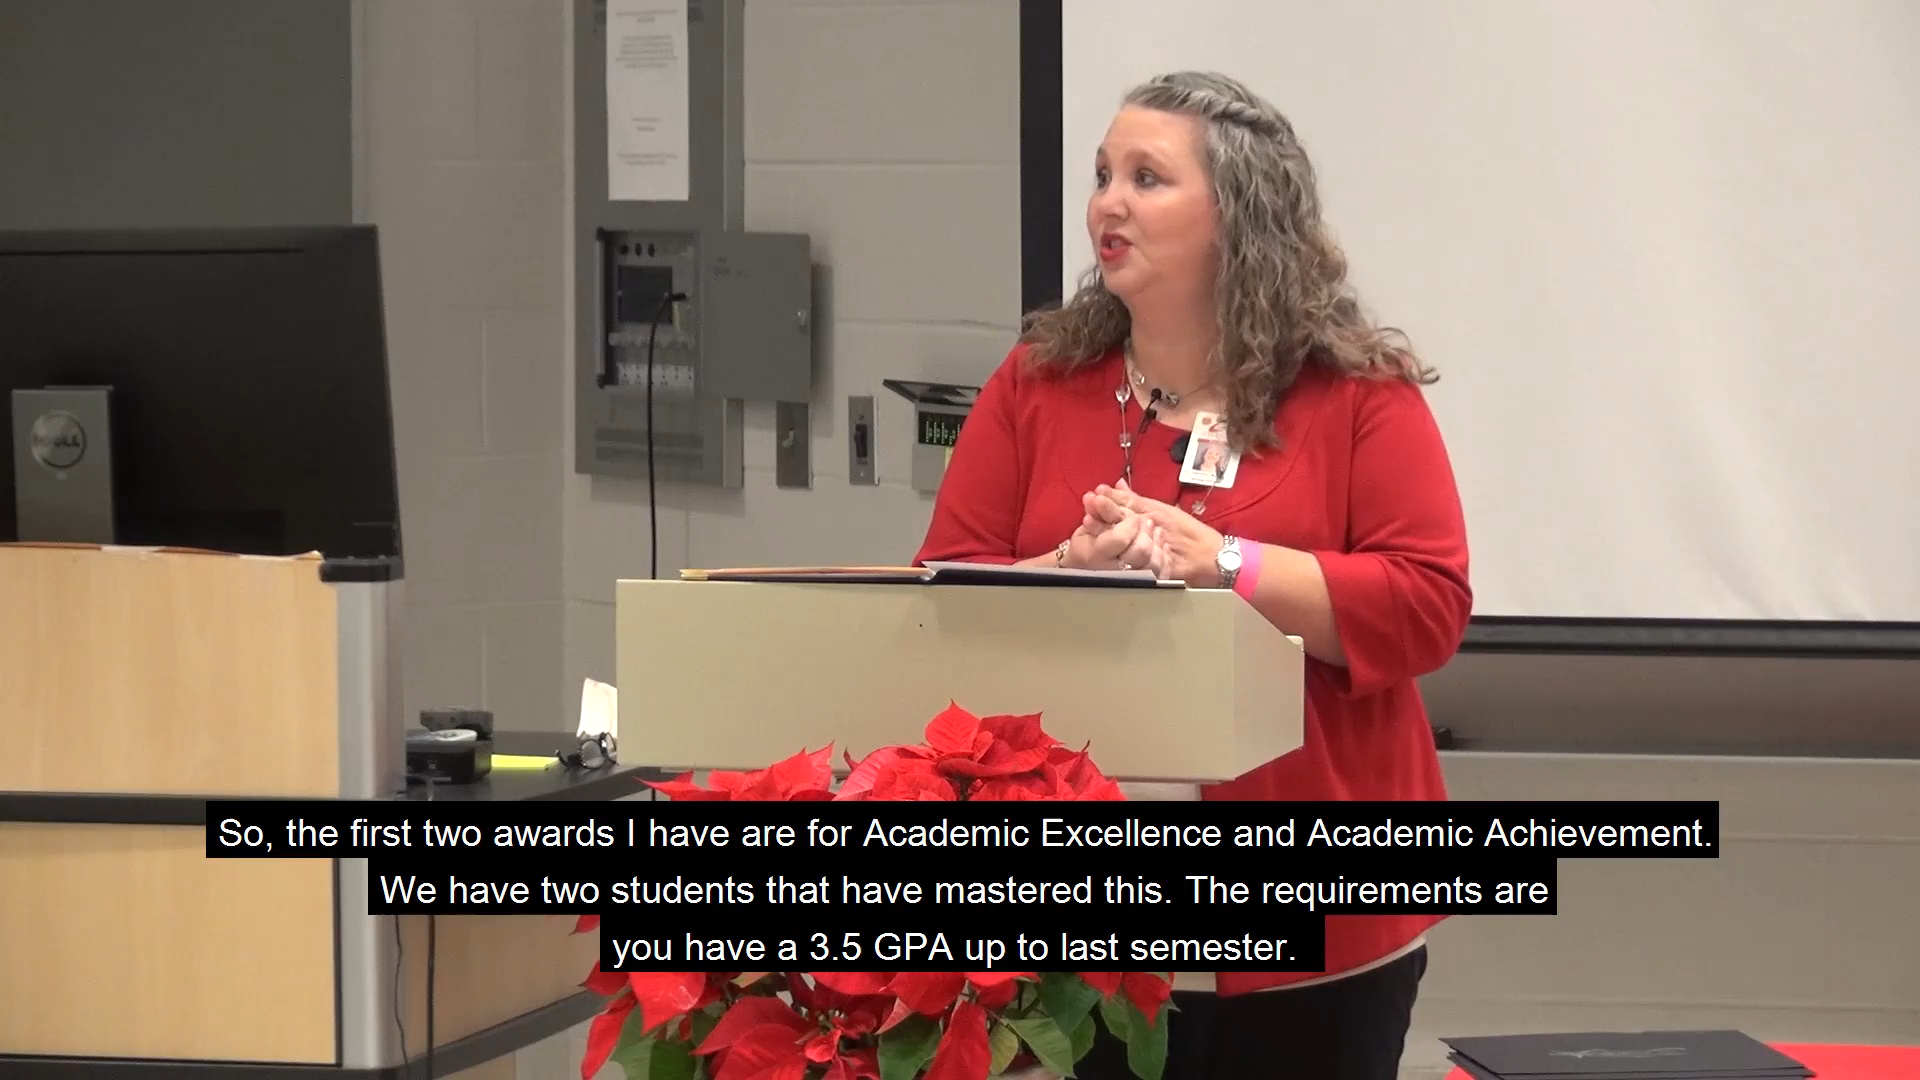 DELL
So, the first two awards I have are for Academic Excellence and Academic Achievement.
We have two students that have mastered this. The requirements are
you have a 3.5 GPA up to last semester.